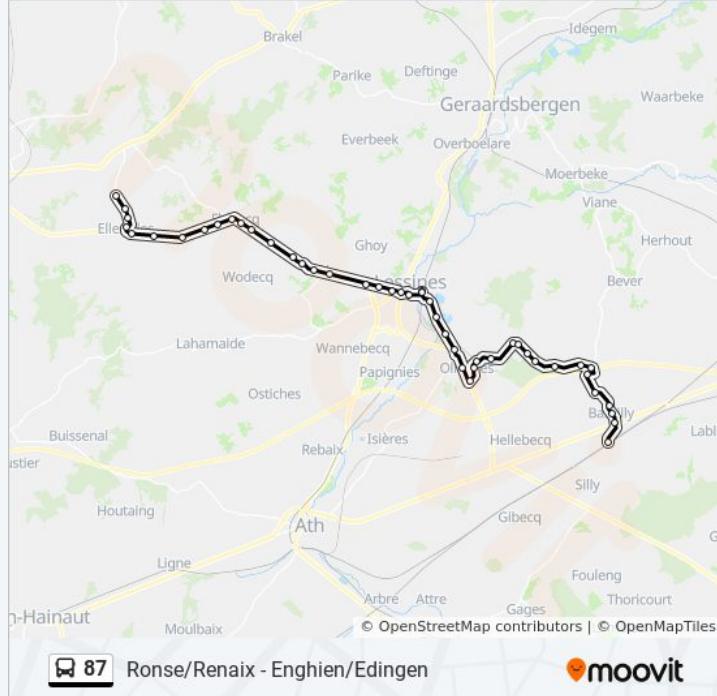 Idegem
Brakel
Deftinge
Parike
Geraardsbergen
Waarbeke
Everbeek
Overboelare
Moerbeke
Viane
Herhout
Ghoy
Bever
Wodecq
Lessines
Lahamaide
Wannebecq
Papignies
Ostiches
Buissenal
Isières
Hellebecq
Rebaix
Silly
Houtaing
Gibecq
Ath
Ligne
Fouleng
Arbre
Attre
Thoricourt
Gages
Moulbaix
© OpenStreetMap contributors | © OpenMapTiles
87 Ronse/Renaix - Enghien/Edingen
moovit